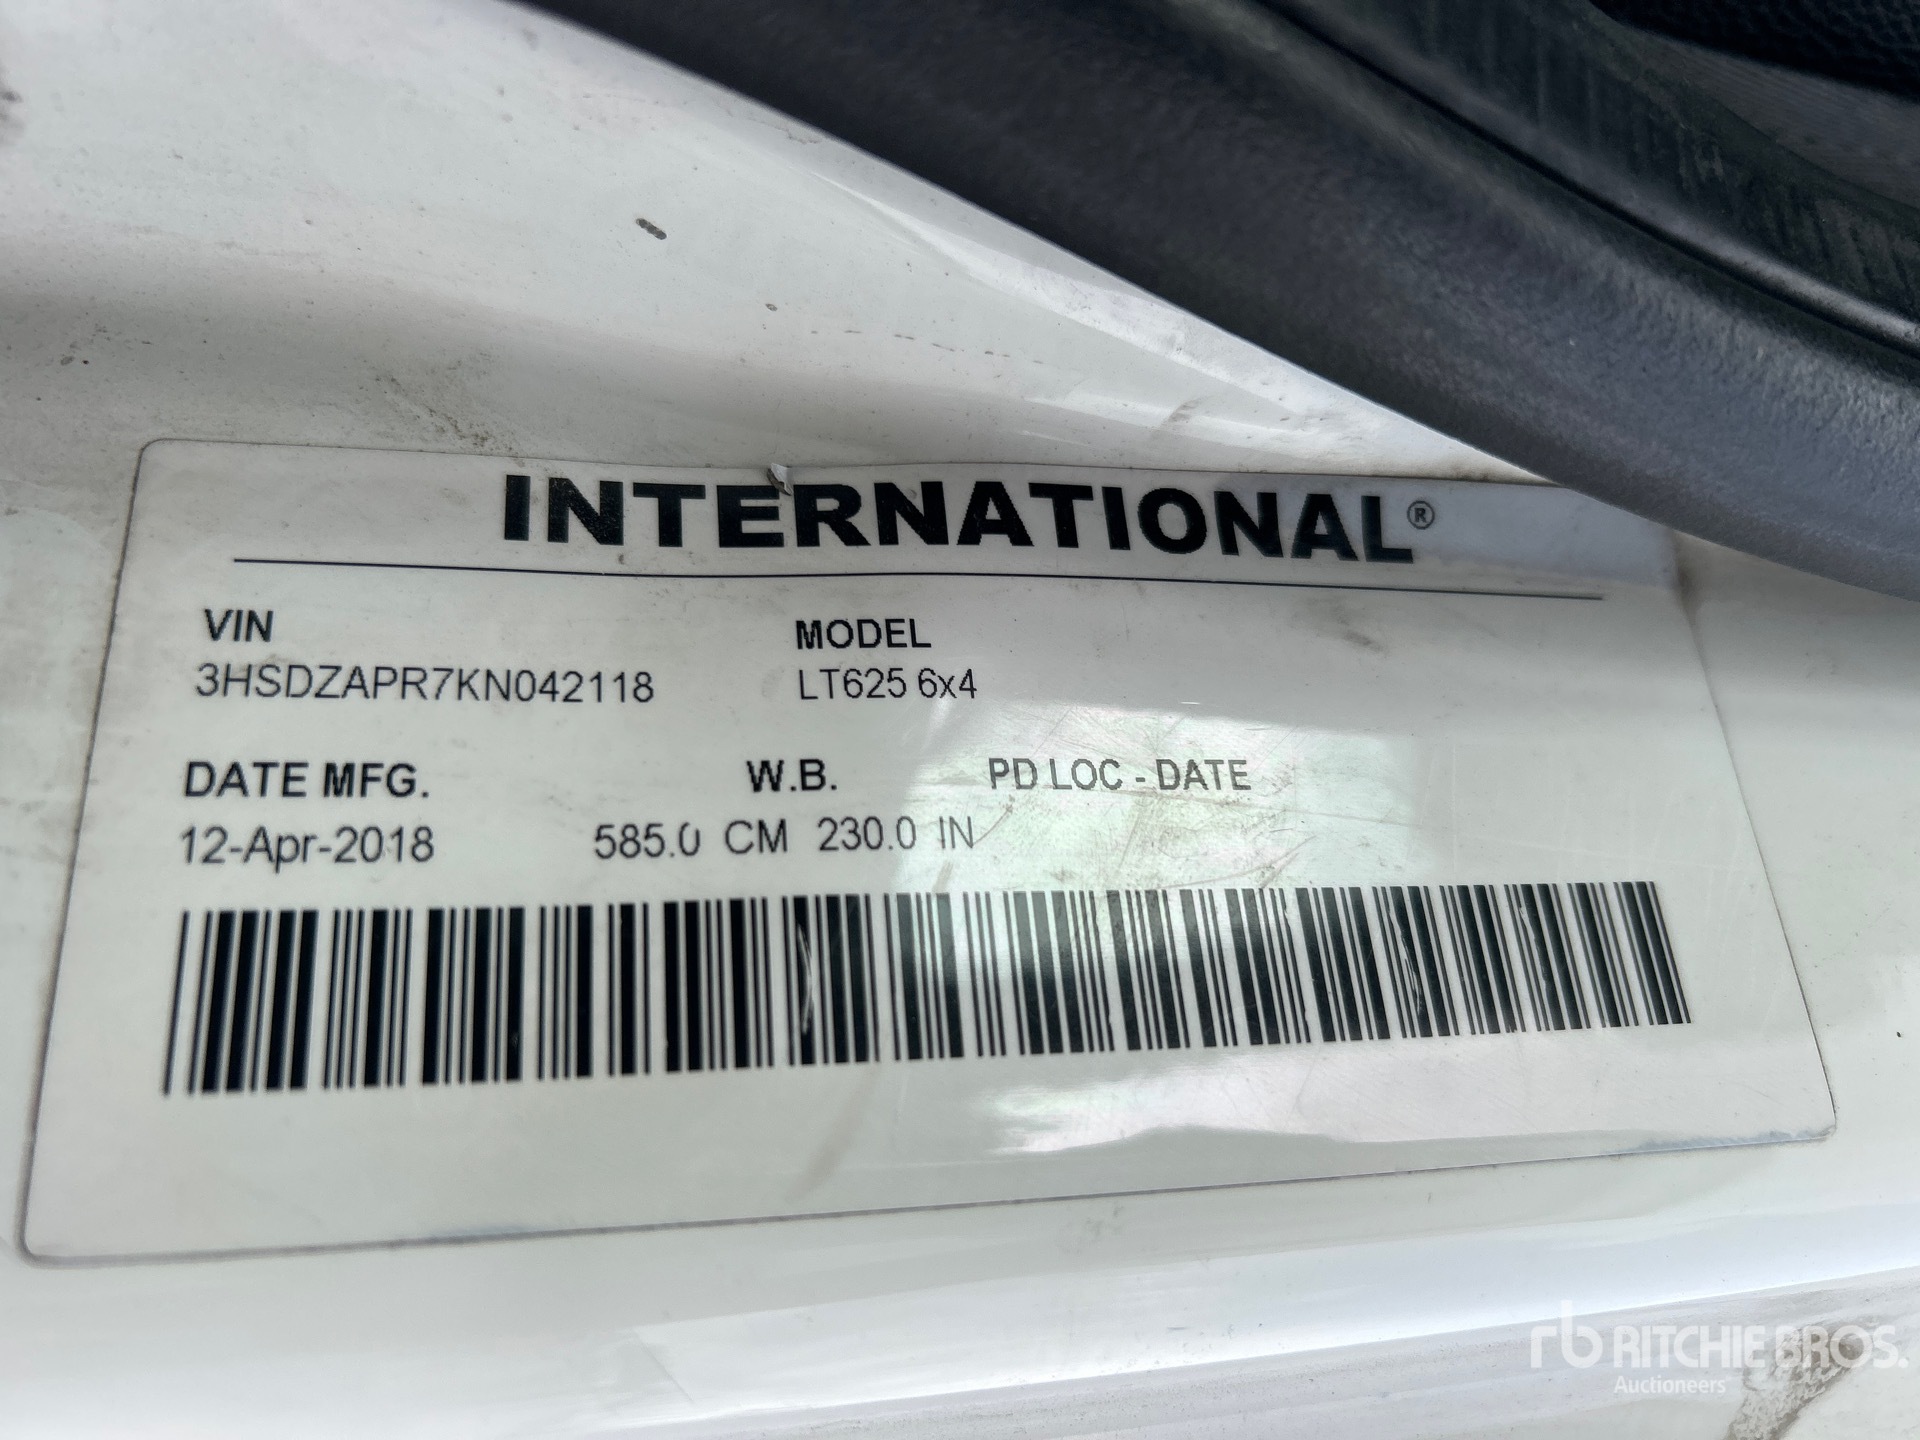 INTERNATIONAL®
VIN MODEL
3HSDZAPR7KN042118 LT625 6x4
DATE MFG. W.B. PD LOC - DATE
12-Apr-2018 585.0 CM 230.0 IN
rb RITCHIE BROS.
Auctioneers